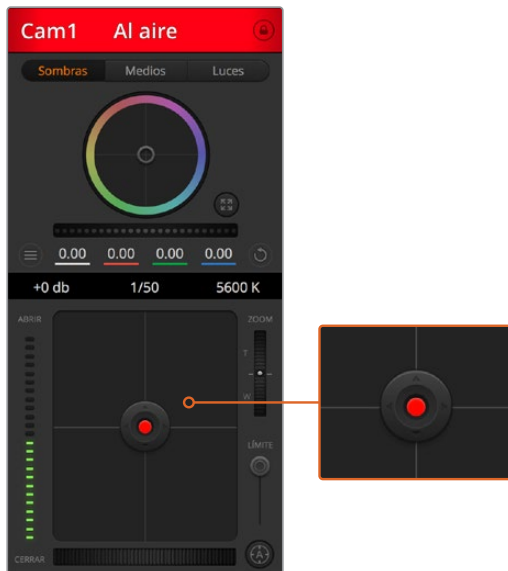 Cam1 Al aire
Sombras Medios Luces
0.00 0.00 0.00 0.00
+0 db 1/50 5600 K
ABRIR ZOOM
T
W
LÍMITE
CERRAR A